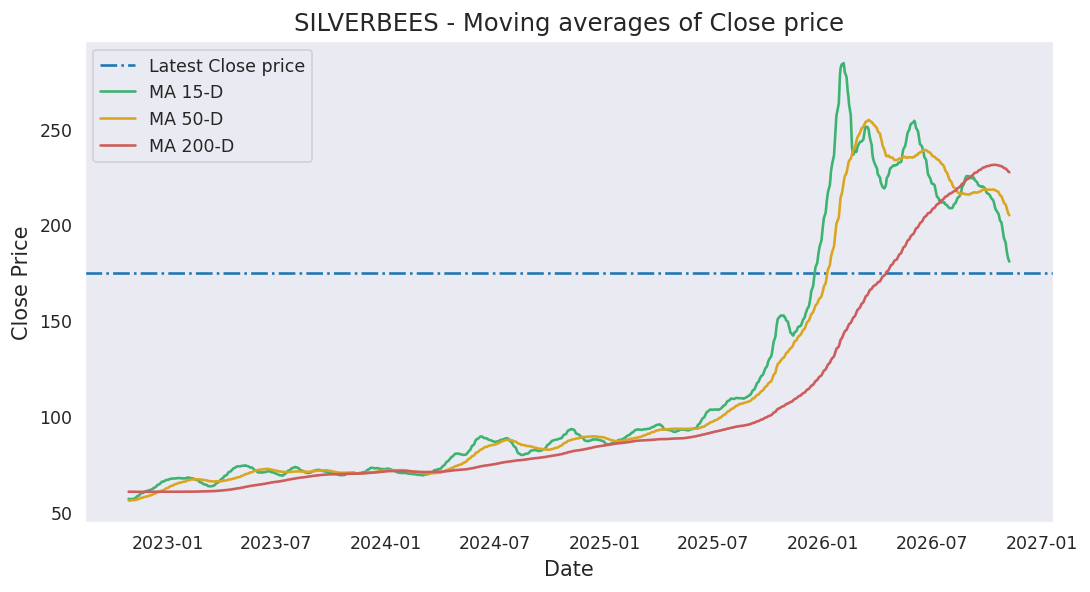 SILVERBEES - Moving averages of Close price
Latest Close price
MA 15-D
MA 50-D
MA 200-D
Close Price
250
200
150
100
50
2023-01 2023-07 2024-01 2024-07 2025-01 2025-07 2026-01 2026-07 2027-01
Date